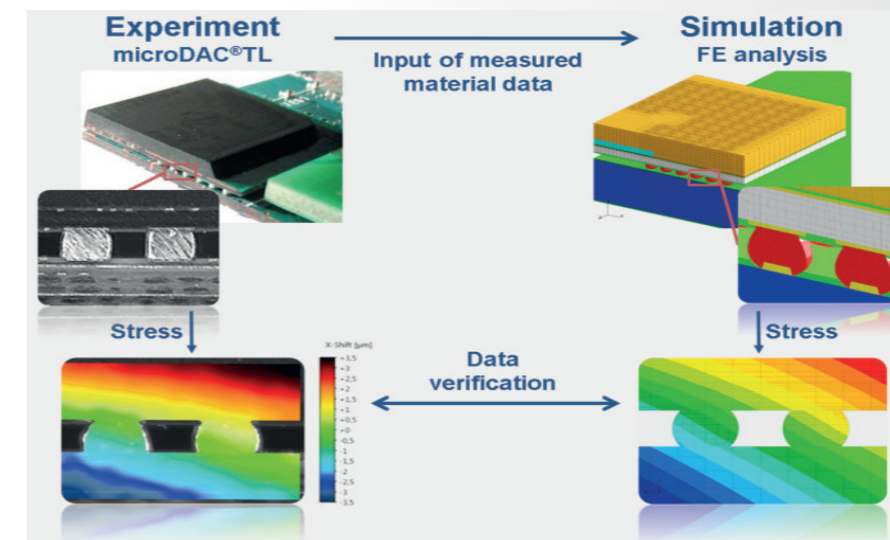 Experiment
microDAC®TL
Input of measured
material data
Simulation
FE analysis
Stress
Stress
X-Shift [µm]
+3,5
+3
+2,5
+2
+1,5
+1
+0,5
+0
-0,5
-1
-1,5
-2
-2,5
-3
-3,5
Data
verification